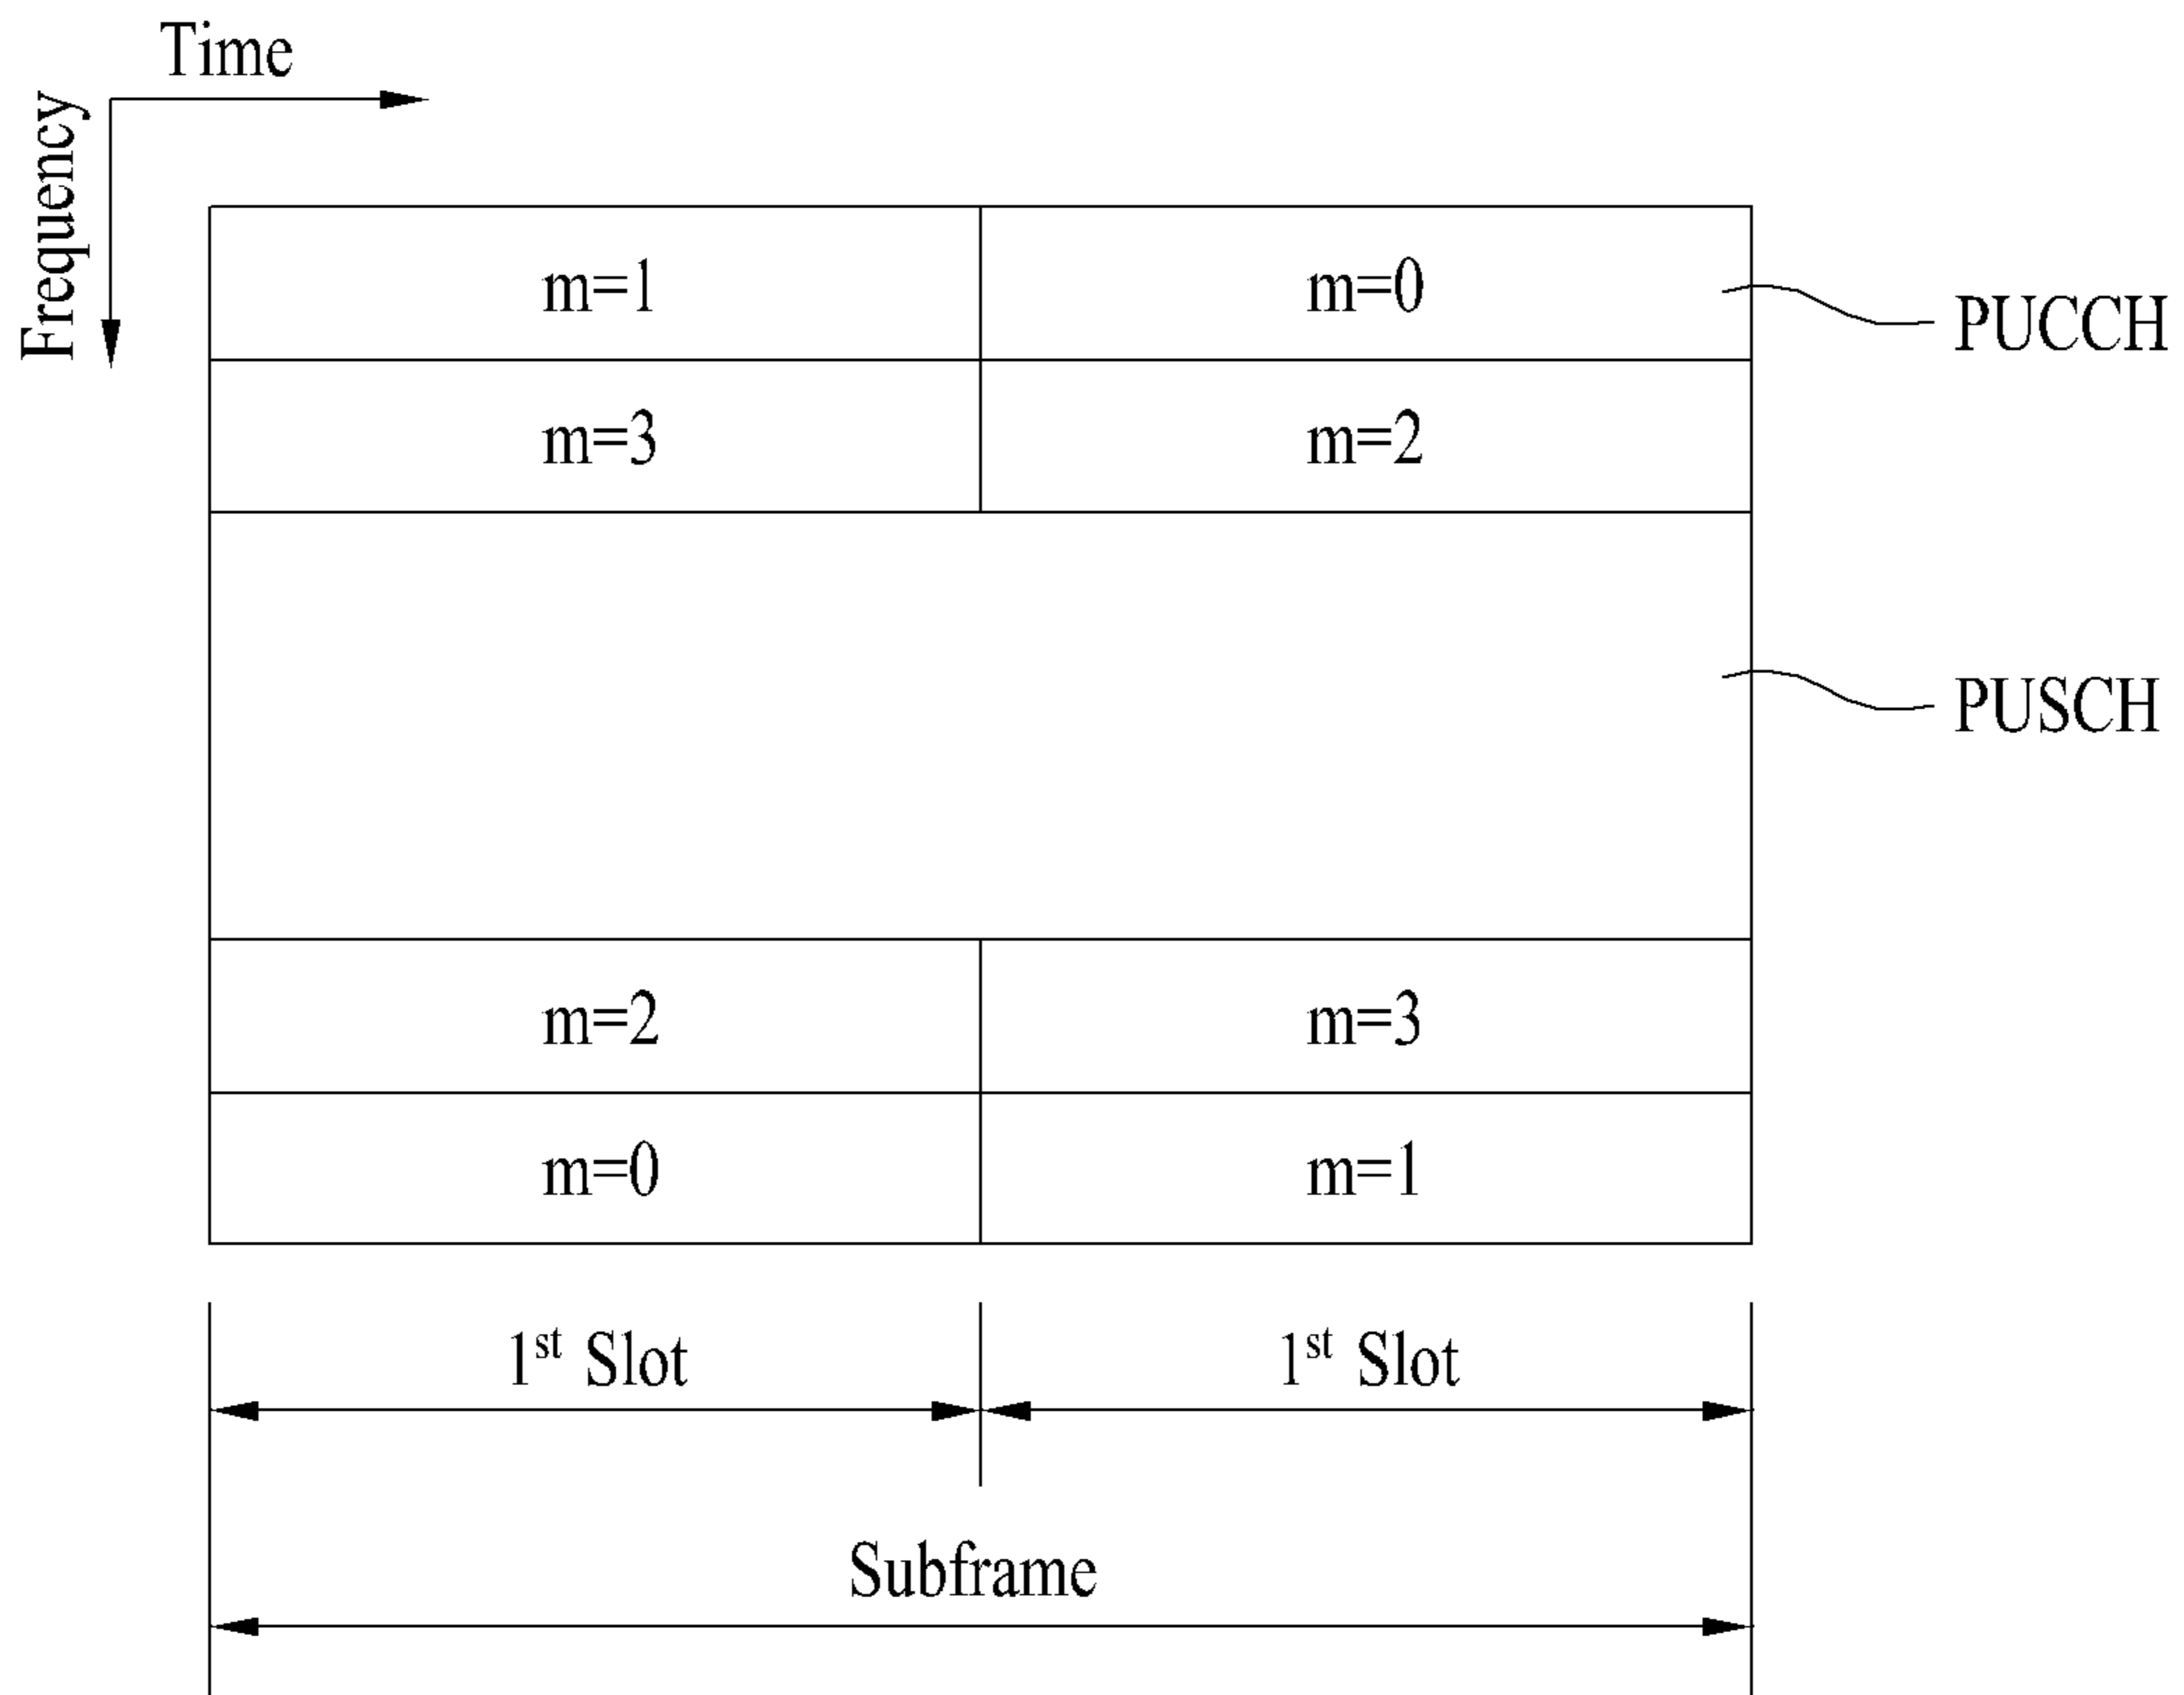 Time
Frequency
m=1
m=0
PUCCH
m=3
m=2
PUSCH
m=2
m=3
m=0
m=1
1st Slot
1st Slot
Subframe